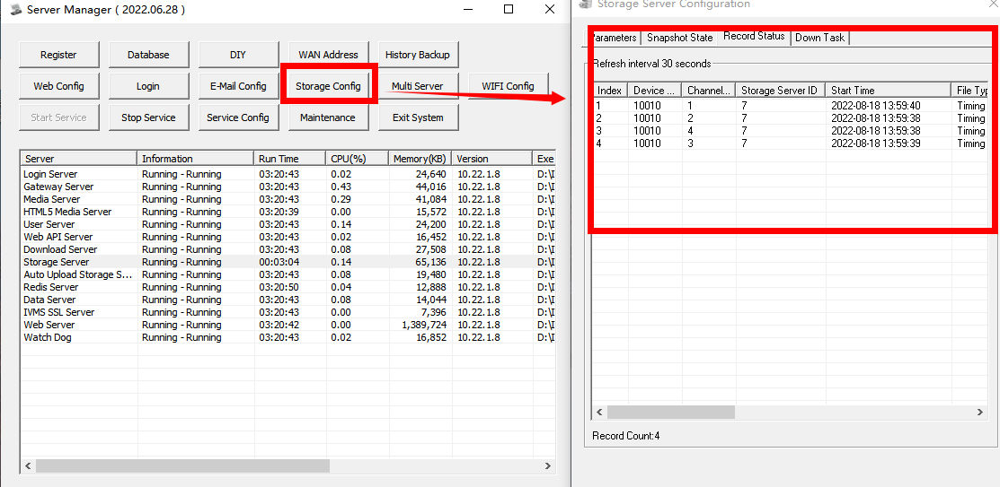 Server Manager ( 2022.06.28 )
Register Database DIY WAN Address History Backup
Web Config Login E-Mail Config Storage Config Multi Server WIFI Config
Start Service Stop Service Service Config Maintenance Exit System
Server Information Run Time CPU(%) Memory(KB) Version Exe
Login Server Running - Running 03:20:43 0.02 24,640 10.22.1.8 D:\I
Gateway Server Running - Running 03:20:43 0.43 44,016 10.22.1.8 D:\I
Media Server Running - Running 03:20:43 0.29 41,084 10.22.1.8 D:\I
HTML5 Media Server Running - Running 03:20:39 0.00 15,572 10.22.1.8 D:\I
User Server Running - Running 03:20:43 0.14 24,200 10.22.1.8 D:\I
Web API Server Running - Running 03:20:43 0.02 16,452 10.22.1.8 D:\I
Download Server Running - Running 03:20:43 0.08 27,508 10.22.1.8 D:\I
Storage Server Running - Running 00:03:04 0.14 65,136 10.22.1.8 D:\I
Auto Upload Storage S... Running - Running 03:20:43 0.08 19,480 10.22.1.8 D:\I
Redis Server Running - Running 03:20:50 0.04 12,888 10.22.1.8 D:\I
Data Server Running - Running 03:20:43 0.08 14,044 10.22.1.8 D:\I
IVMS SSL Server Running - Running 03:20:43 0.00 7,396 10.22.1.8 D:\I
Web Server Running - Running 03:20:42 0.00 1,389,724 10.22.1.8 D:\I
Watch Dog Running - Running 03:20:43 0.02 16,852 10.22.1.8 D:\I
Storage Server Configuration
Parameters Snapshot State Record Status Down Task
Refresh interval 30 seconds
Index Device ... Channel... Storage Server ID Start Time File Typ
1 10010 1 7 2022-08-18 13:59:40 Timing
2 10010 2 7 2022-08-18 13:59:38 Timing
3 10010 4 7 2022-08-18 13:59:38 Timing
4 10010 3 7 2022-08-18 13:59:39 Timing
Record Count:4